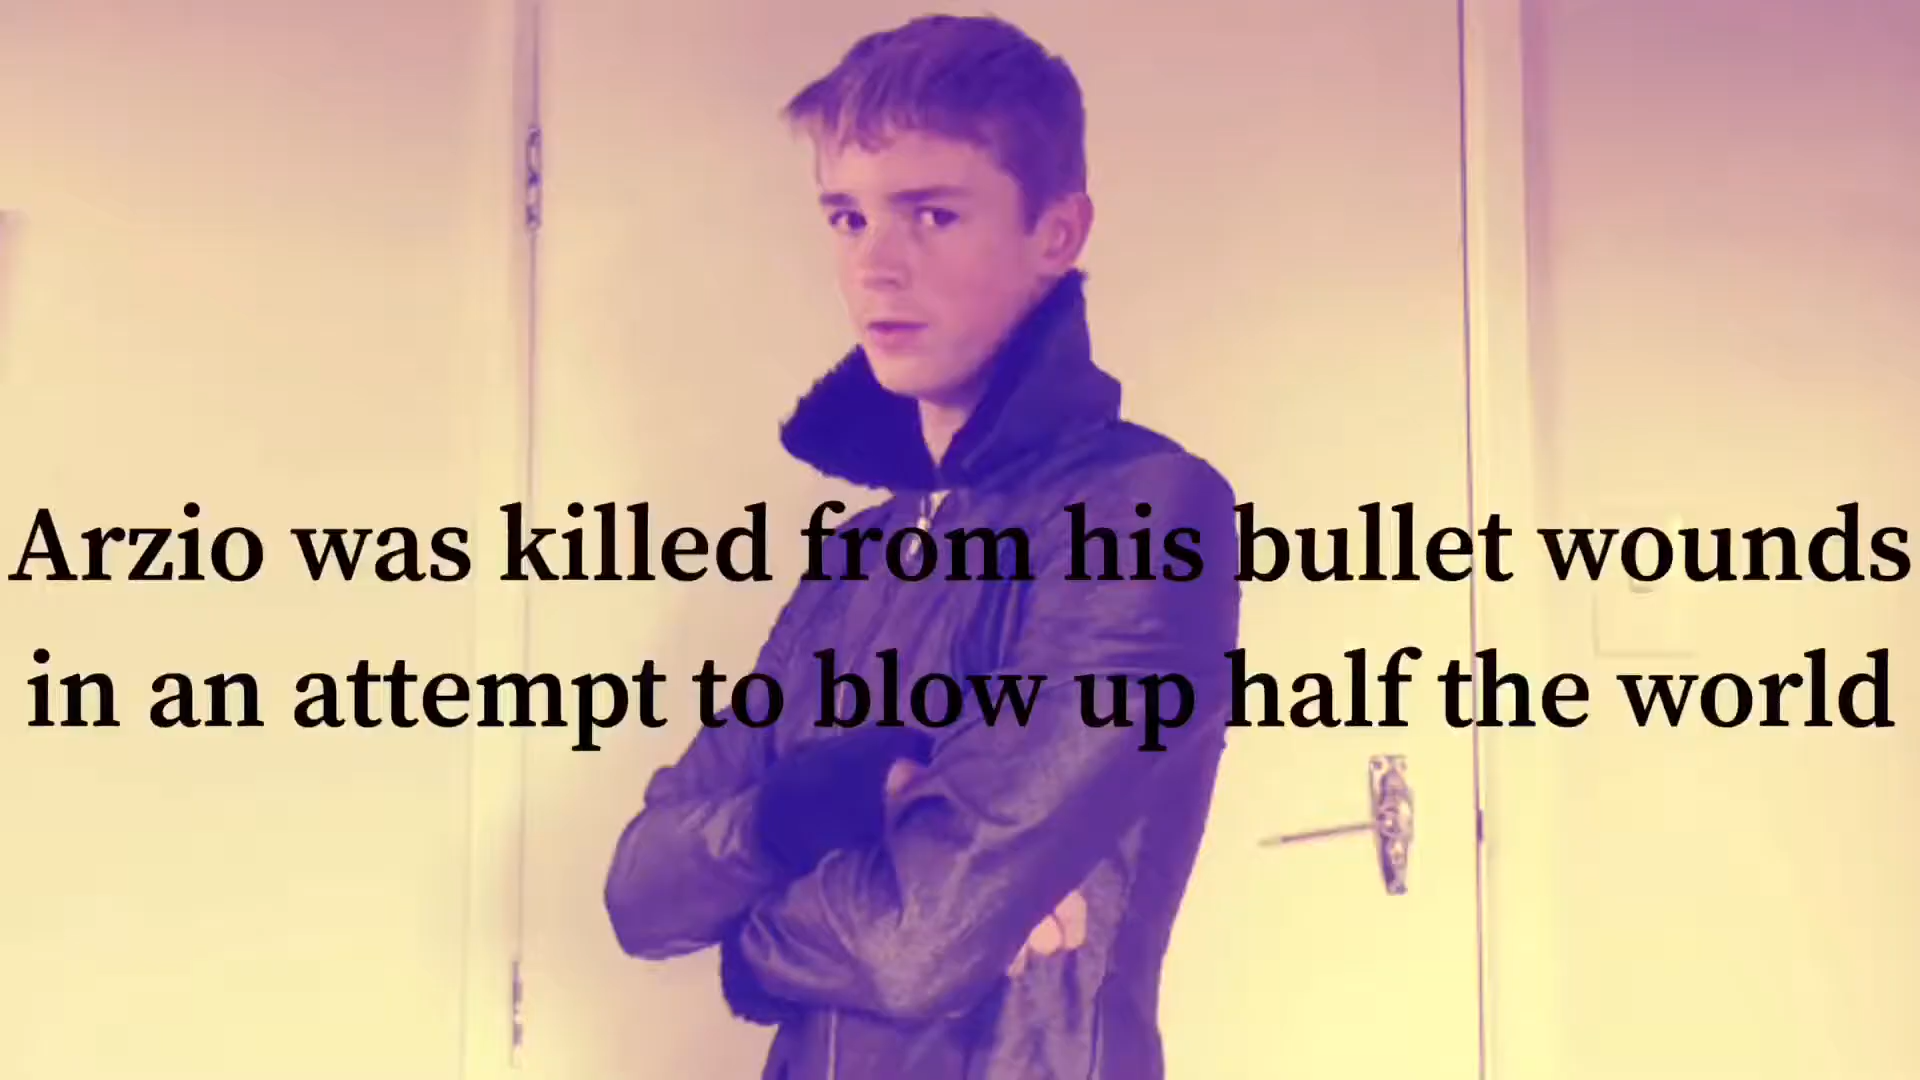 Arzio was killed from his bullet wounds
in an attempt to blow up half the world